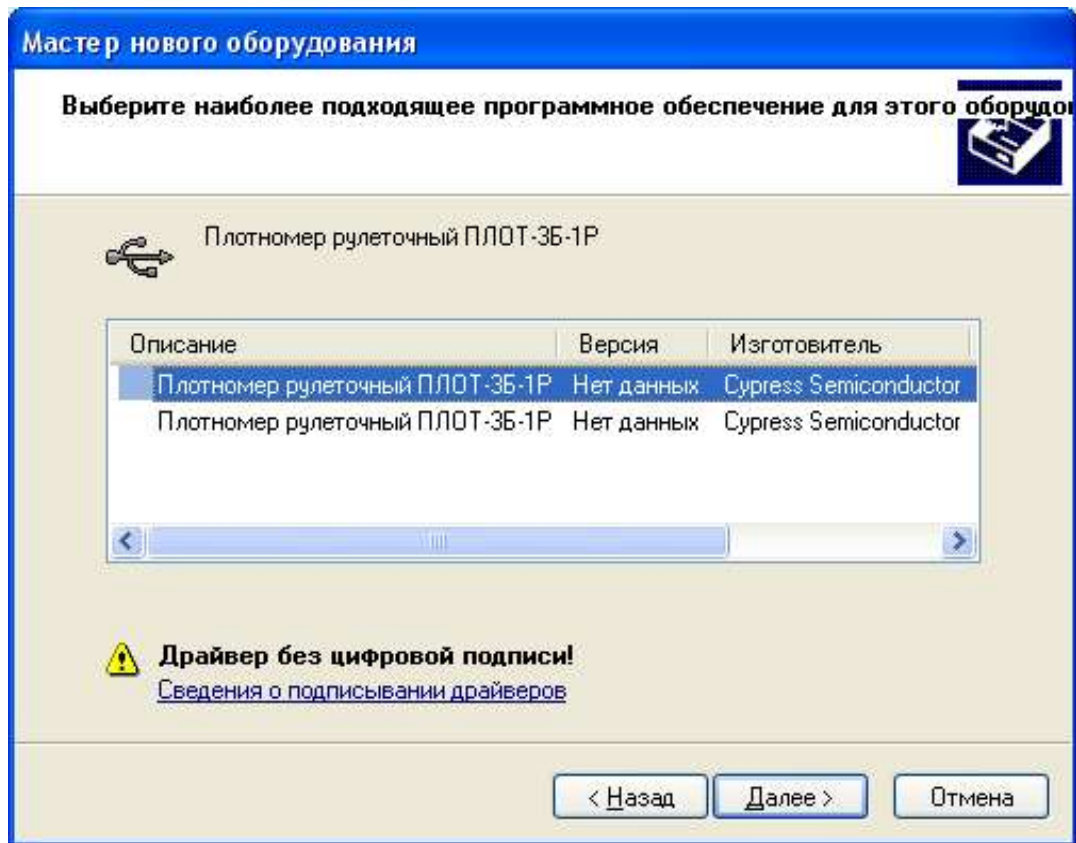 Мастер нового оборудования
Выберите наиболее подходящее программное обеспечение для этого
Плотномер рулеточный ПЛОТ-3Б-1Р
Описание Версия Изготовитель
Плотномер рулеточный ПЛОТ-3Б-1Р Нет данных Cypress Semiconductor
Плотномер рулеточный ПЛОТ-3Б-1Р Нет данных Cypress Semiconductor
Драйвер без цифровой подписи!
Сведения о подписывании драйверов
< Назад Далее > Отмена